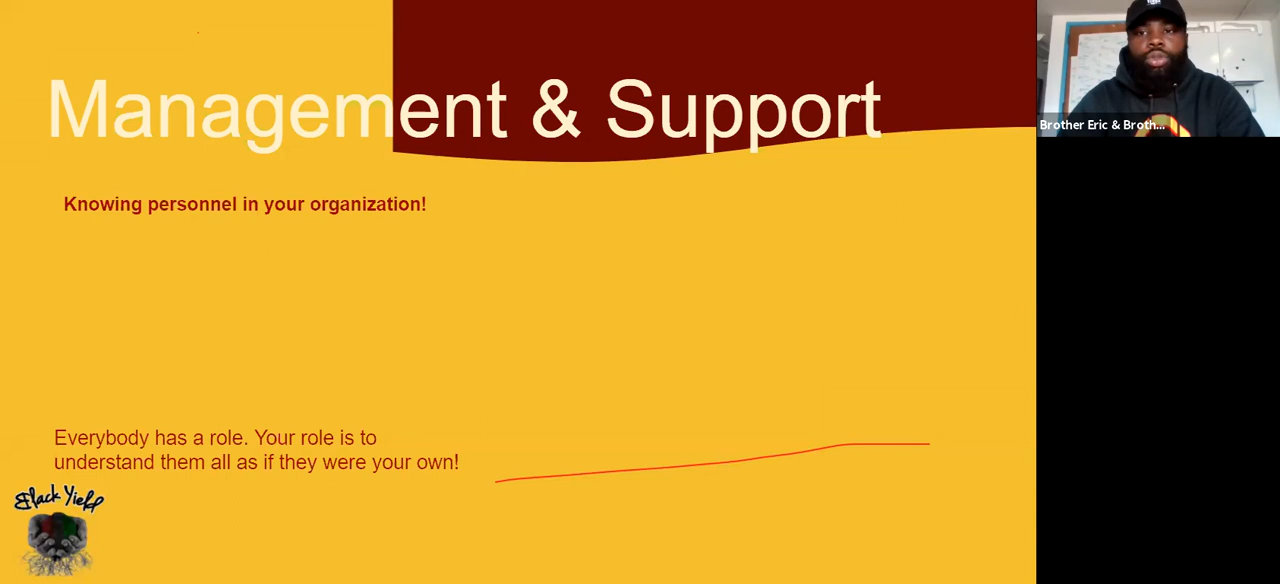 Management & Support
Brother Eric & Broth...
Knowing personnel in your organization!
Everybody has a role. Your role is to
understand them all as if they were your own!
Black Yield